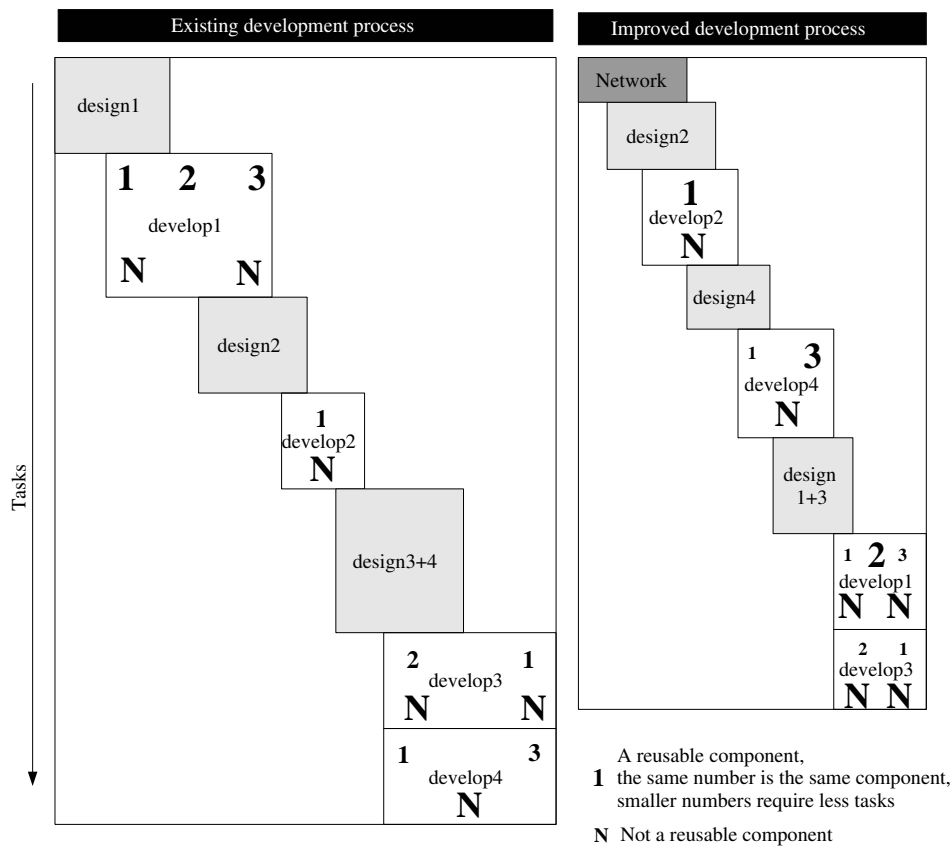 Existing development process
design1
1 2 3
develop1
N N
design2
1
develop2
N
design3+4
2 1
develop3
N N
1 3
develop4
N
Tasks
Improved development process
Network
design2
1
develop2
N
design4
1 3
develop4
N
design
1+3
1 2 3
develop1
N N
2 1
develop3
N N
A reusable component,
1 the same number is the same component,
smaller numbers require less tasks
N Not a reusable component